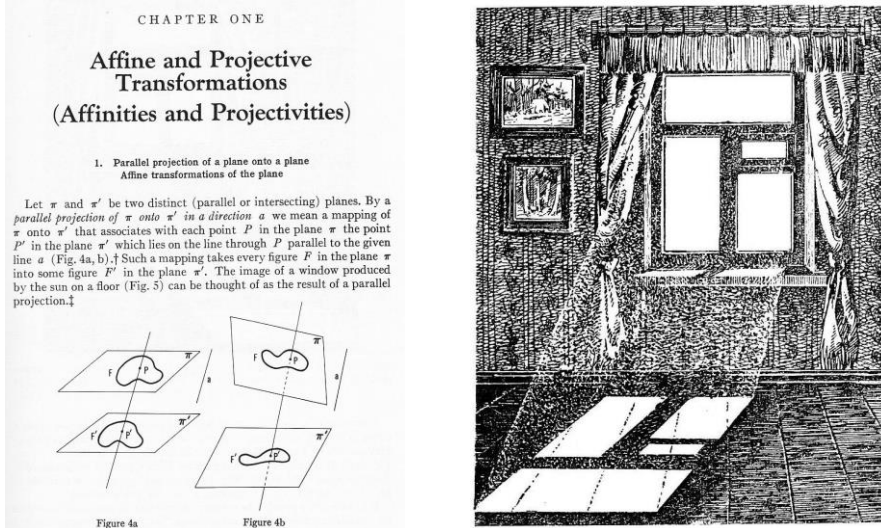 CHAPTER ONE
Affine and Projective
Transformations
(Affinities and Projectivities)
1. Parallel projection of a plane onto a plane
Affine transformations of the plane
Let π and π′ be two distinct (parallel or intersecting) planes. By a
parallel projection of π onto π′ in a direction a we mean a mapping of
π onto π′ that associates with each point P in the plane π the point
P′ in the plane π′ which lies on the line through P parallel to the given
line a (Fig. 4a, b).† Such a mapping takes every figure F in the plane π
into some figure F′ in the plane π′. The image of a window produced
by the sun on a floor (Fig. 5) can be thought of as the result of a parallel
projection.‡
π
F
P
a
π′
F′
P′
Figure 4a
π
F
P
a
π′
F′
P′
Figure 4b